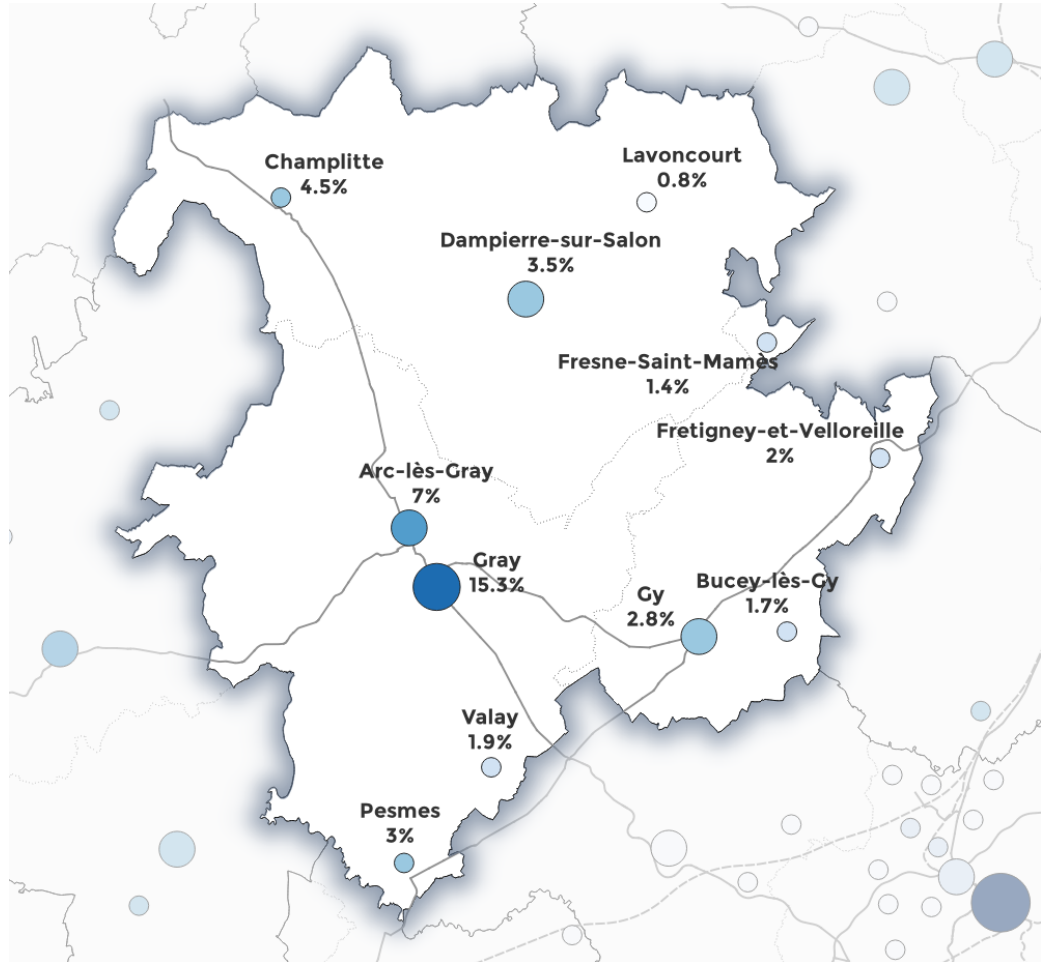 Champlitte
4.5%
Lavoncourt
0.8%
Dampierre-sur-Salon
3.5%
Fresne-Saint-Mamès
1.4%
Fretigney-et-Velloreille
2%
Arc-lès-Gray
7%
Gray
15.3%
Gy
2.8%
Bucey-lès-Gy
1.7%
Valay
1.9%
Pesmes
3%